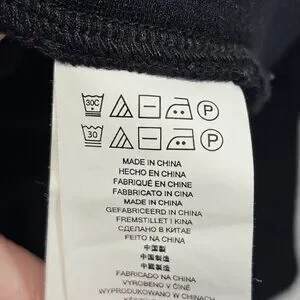 30C P
30 P
MADE IN CHINA
HECHO EN CHINA
FABRIQUÉ EN CHINE
FABBRICATO IN CINA
MADE IN CHINA
GEFABRICEERD IN CHINA
FREMSTILLET I KINA
СДЕЛАНО В КИТАЕ
FEITO NA CHINA
中国製
中国制造
中國製造
FABRICADO NA CHINA
VYROBENO V ČÍNĚ
WYPRODUKOWANO W CHINACH